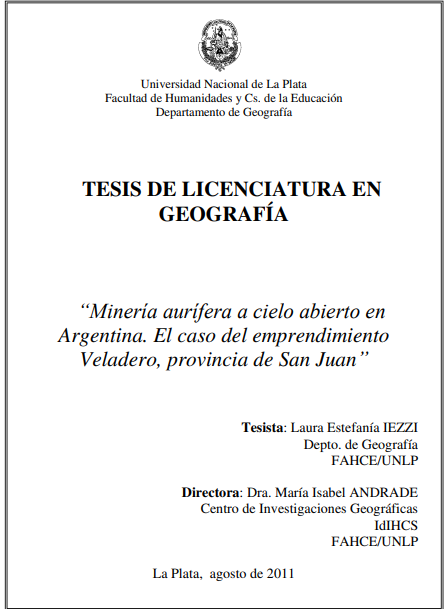 Universidad Nacional de La Plata
Facultad de Humanidades y Cs. de la Educación
Departamento de Geografía
TESIS DE LICENCIATURA EN
GEOGRAFÍA
“Minería aurífera a cielo abierto en
Argentina. El caso del emprendimiento
Veladero, provincia de San Juan”
Tesista: Laura Estefanía IEZZI
Depto. de Geografía
FAHCE/UNLP
Directora: Dra. María Isabel ANDRADE
Centro de Investigaciones Geográficas
IdIHCS
FAHCE/UNLP
La Plata, agosto de 2011